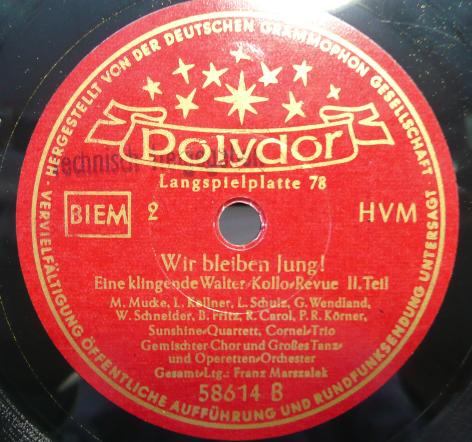 HERGESTELLT VON DER DEUTSCHEN GRAMMOPHON GESELLSCHAFT
Polydor
Technisch
Langspielplatte 78
BIEM 2 HVM
Wir bleiben Jung!
Eine klingende Walter-Kollo-Revue II. Teil
M. Mucke, L. Kallner, L. Schulz, G. Wendland,
W. Schneider, B. Fritz, R. Carol, P. R. Körner,
Sunshine-Quartett, Cornel-Trio
Gemischter Chor und Großes Tanz-
und Operetten-Orchester
Gesamt-Ltg.: Franz Marszalek
58614 B
VERVIELFÄLTIGUNG ÖFFENTLICHE AUFFÜHRUNG UND RUNDFUNKSENDUNG UNTERSAGT